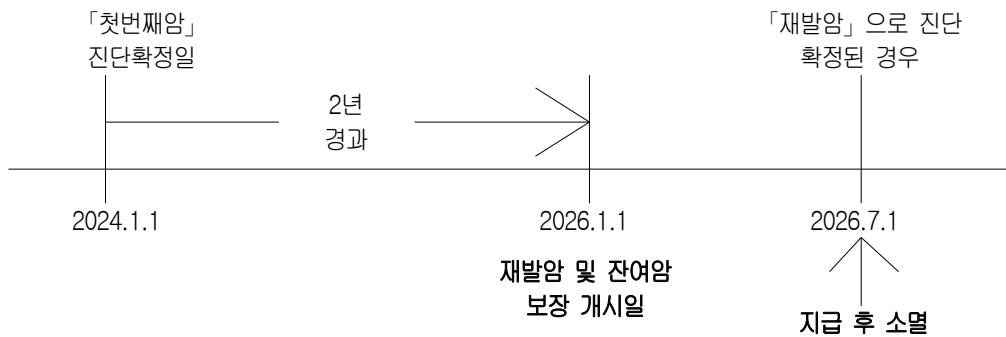 「첫번째암」
진단확정일
「재발암」으로 진단
확정된 경우
2년
경과
2024.1.1
2026.1.1
2026.7.1
재발암 및 잔여암
보장 개시일
지급 후 소멸